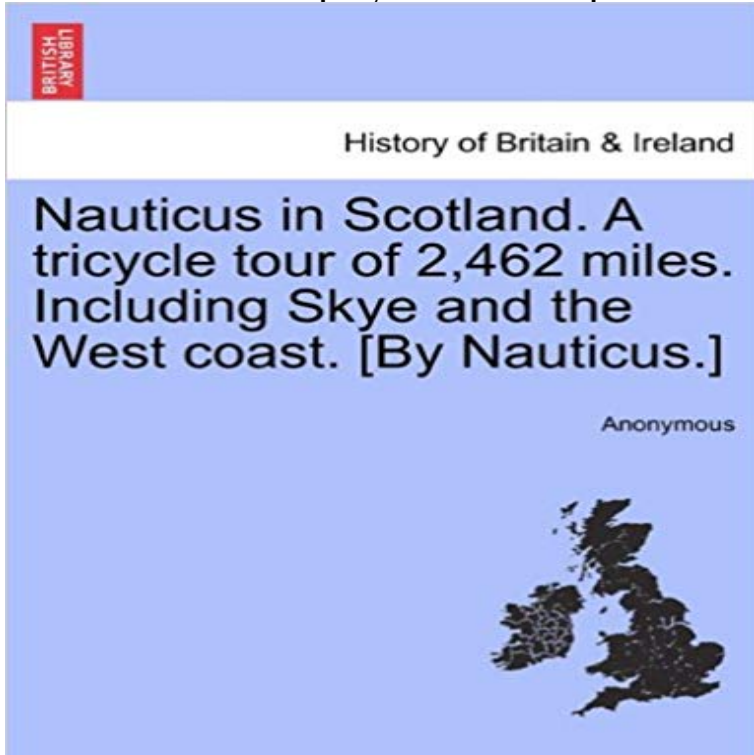 BRITISH
LIBRARY
History of Britain & Ireland
Nauticus in Scotland. A
tricycle tour of 2,462 miles.
Including Skye and the
West coast. [By Nauticus.]
Anonymous